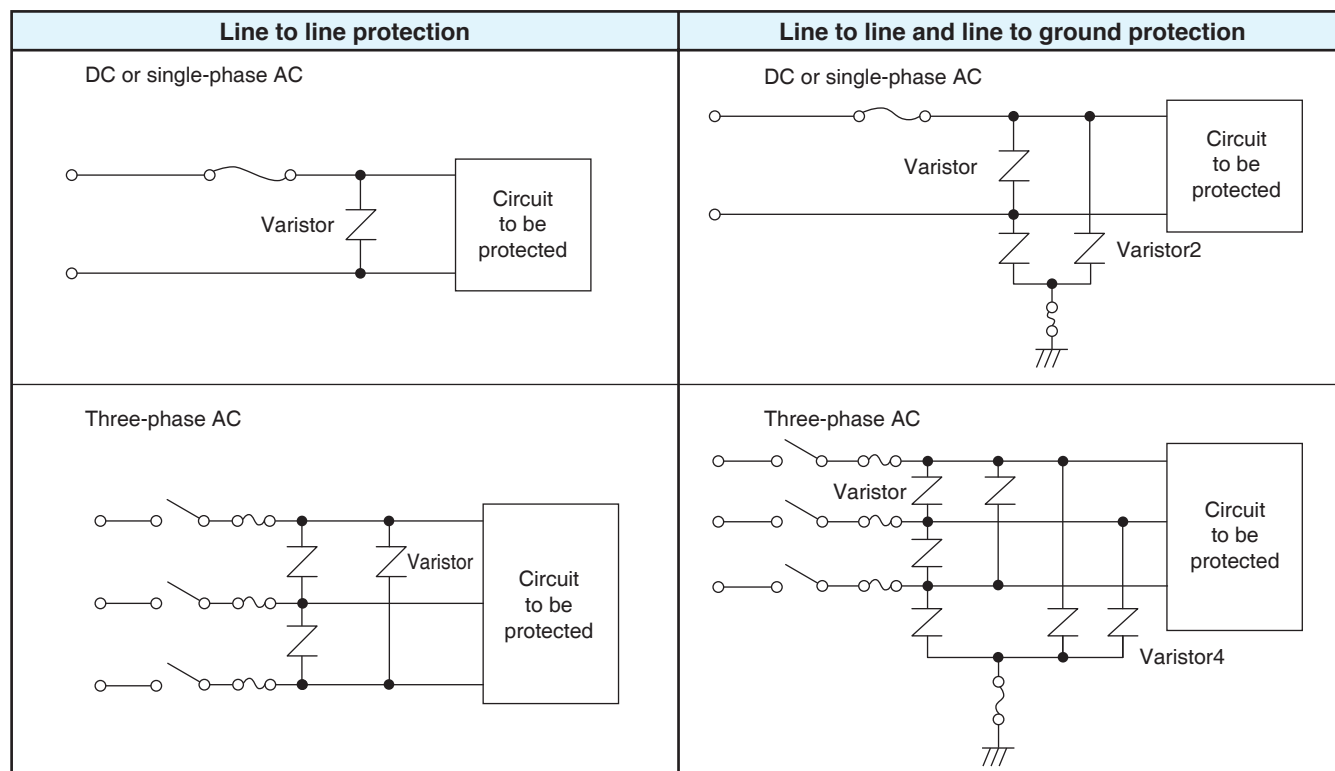 Line to line protection
Line to line and line to ground protection
DC or single-phase AC
Varistor
Circuit
to be
protected
DC or single-phase AC
Varistor
Circuit
to be
protected
Varistor2
Three-phase AC
Varistor
Circuit
to be
protected
Three-phase AC
Varistor
Circuit
to be
protected
Varistor4